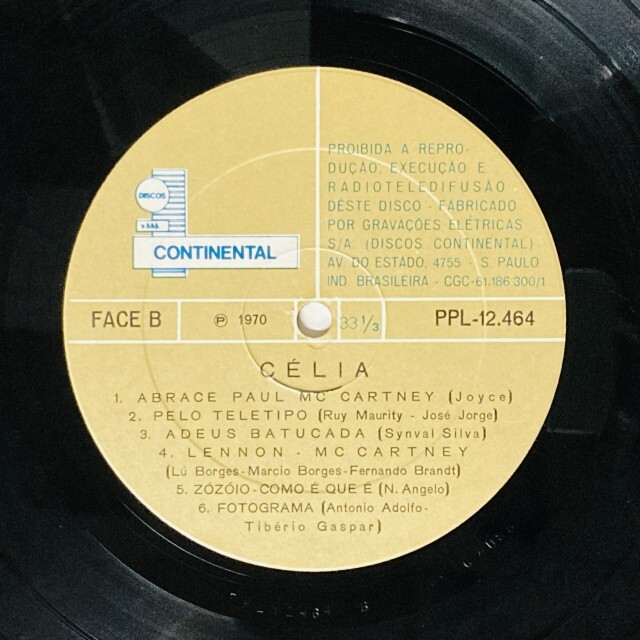 PROIBIDA A REPRO-
DUÇÃO, EXECUÇÃO E
RADIOTELEDIFUSÃO
DÊSTE DISCO - FABRICADO
POR GRAVAÇÕES ELÉTRICAS
S/A. (DISCOS CONTINENTAL)
AV. DO ESTADO, 4755 - S. PAULO
IND. BRASILEIRA - CGC-61.186.300/1
DISCOS
CONTINENTAL
FACE B
Ⓟ 1970
33 1/3
PPL-12.464
CÉLIA
1. ABRACE PAUL MC CARTNEY (Joyce)
2. PELO TELETIPO (Ruy Maurity - José Jorge)
3. ADEUS BATUCADA (Synval Silva)
4. LENNON - MC CARTNEY
(Lú Borges-Marcio Borges-Fernando Brandt)
5. ZÓZÓIO-COMO É QUE É (N. Angelo)
6. FOTOGRAMA (Antonio Adolfo-
Tibério Gaspar)